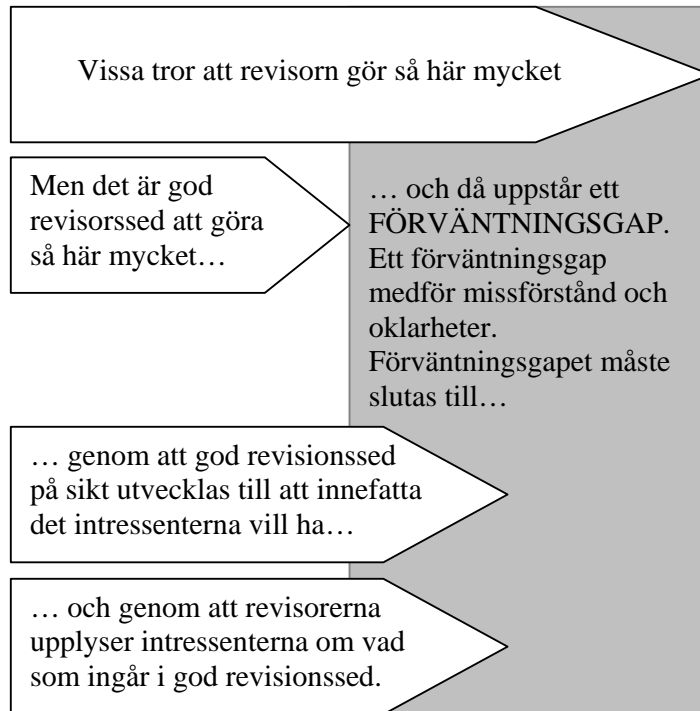 Vissa tror att revisorn gör så här mycket
Men det är god
revisorssed att göra
så här mycket…
… och då uppstår ett
FÖRVÄNTNINGSGAP.
Ett förväntningsgap
medför missförstånd och
oklarheter.
Förväntningsgapet måste
slutas till…
… genom att god revisionssed
på sikt utvecklas till att innefatta
det intressenterna vill ha…
… och genom att revisorerna
upplyser intressenterna om vad
som ingår i god revisionssed.